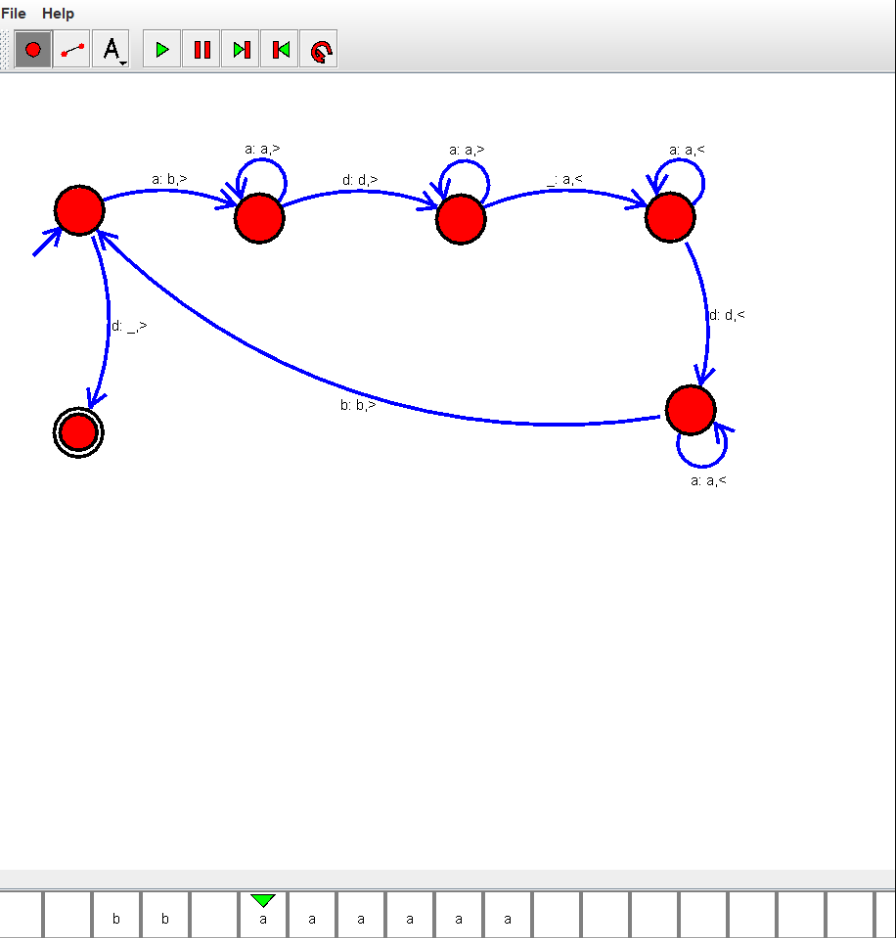 File Help
A
a: a,> a: a,> a: a,<
a: b,> d: d,> _: a,<
d: d,<
d: _,>
b: b,>
a: a,<
b b a a a a a a